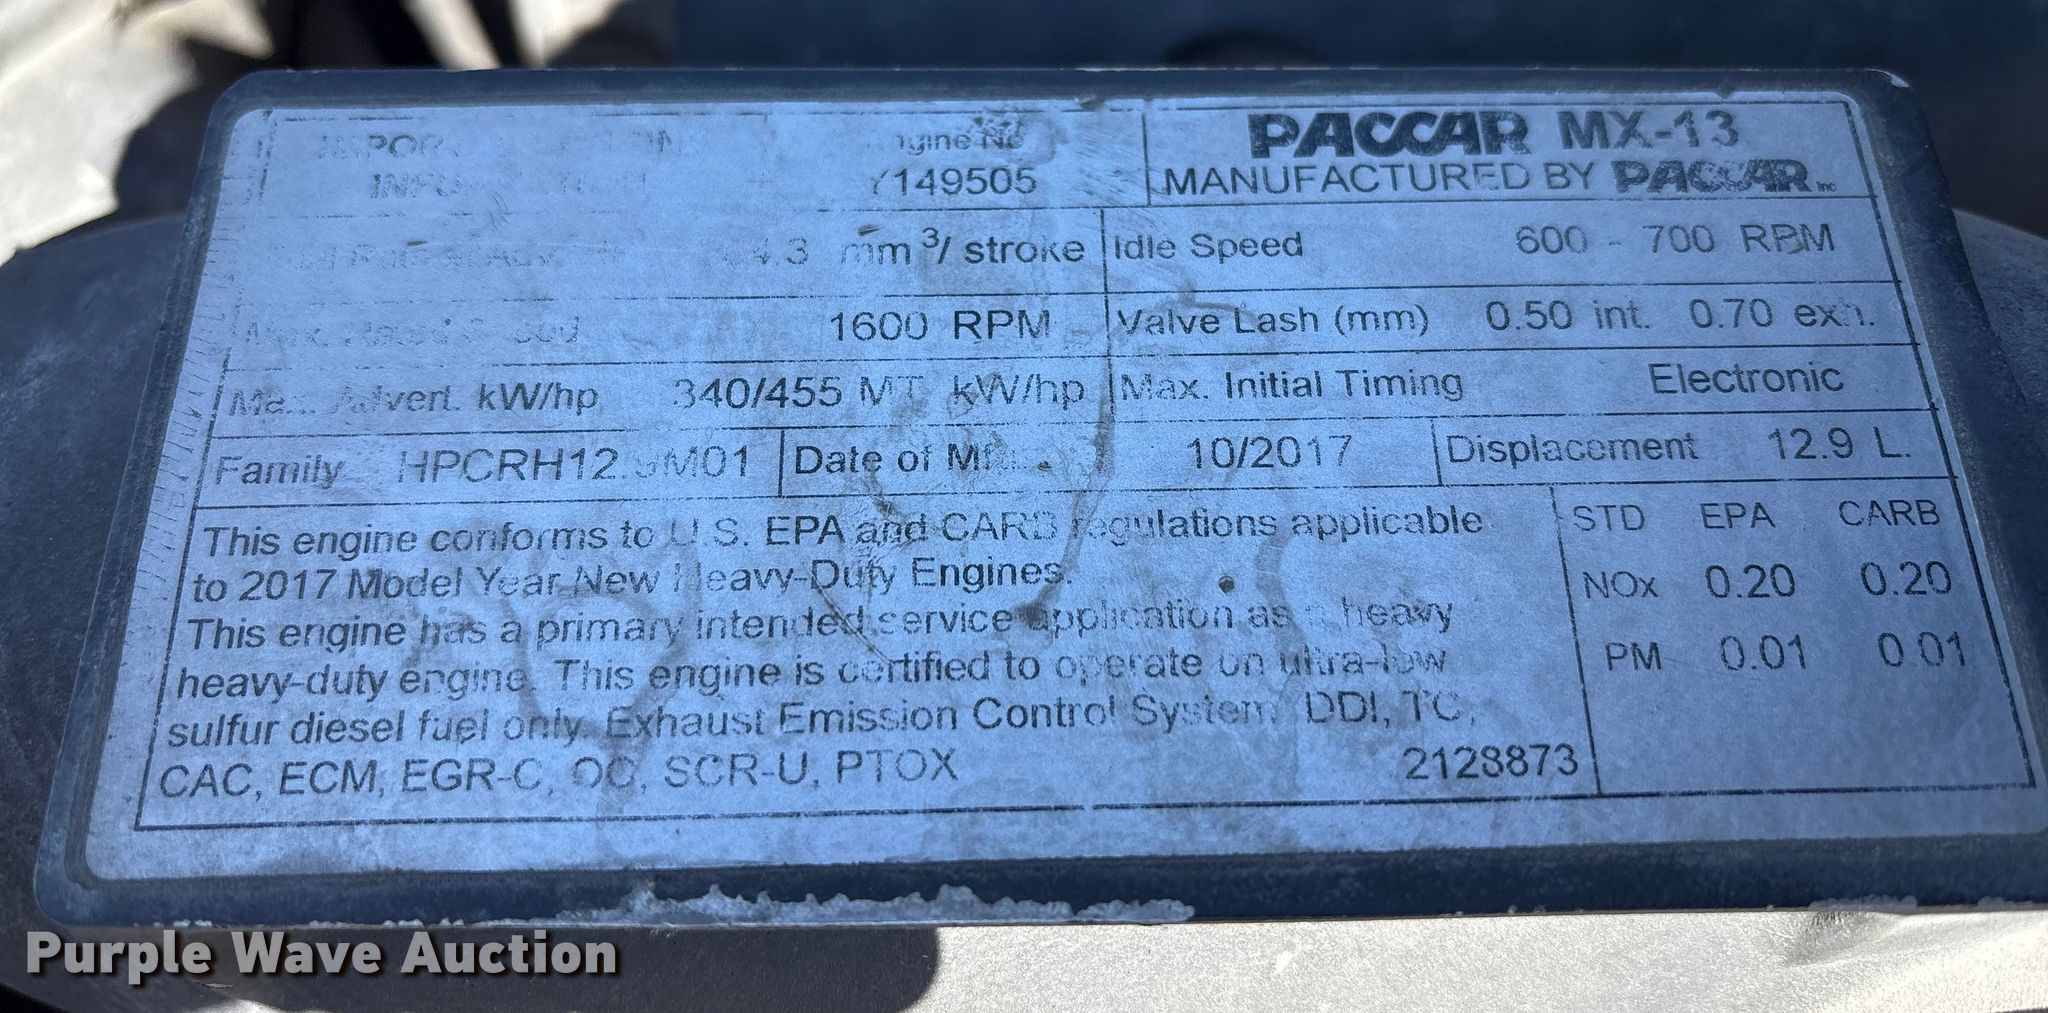 Engine No
Y149505
PACCAR MX-13
MANUFACTURED BY PACCAR Inc
mm³/ stroke
Idle Speed 600 - 700 RPM
1600 RPM
Valve Lash (mm) 0.50 int. 0.70 exh.
Max. Advert. kW/hp 340/455 MT kW/hp
Max. Initial Timing Electronic
Family HPCRH12.9M01
Date of Mfg. 10/2017
Displacement 12.9 L.
This engine conforms to U.S. EPA and CARB regulations applicable
to 2017 Model Year New Heavy-Duty Engines.
This engine has a primary intended service application as a heavy
heavy-duty engine. This engine is certified to operate on ultra-low
sulfur diesel fuel only. Exhaust Emission Control System: DDI, TC,
CAC, ECM, EGR-C, OC, SCR-U, PTOX 2128873
STD EPA CARB
NOx 0.20 0.20
PM 0.01 0.01
Purple Wave Auction